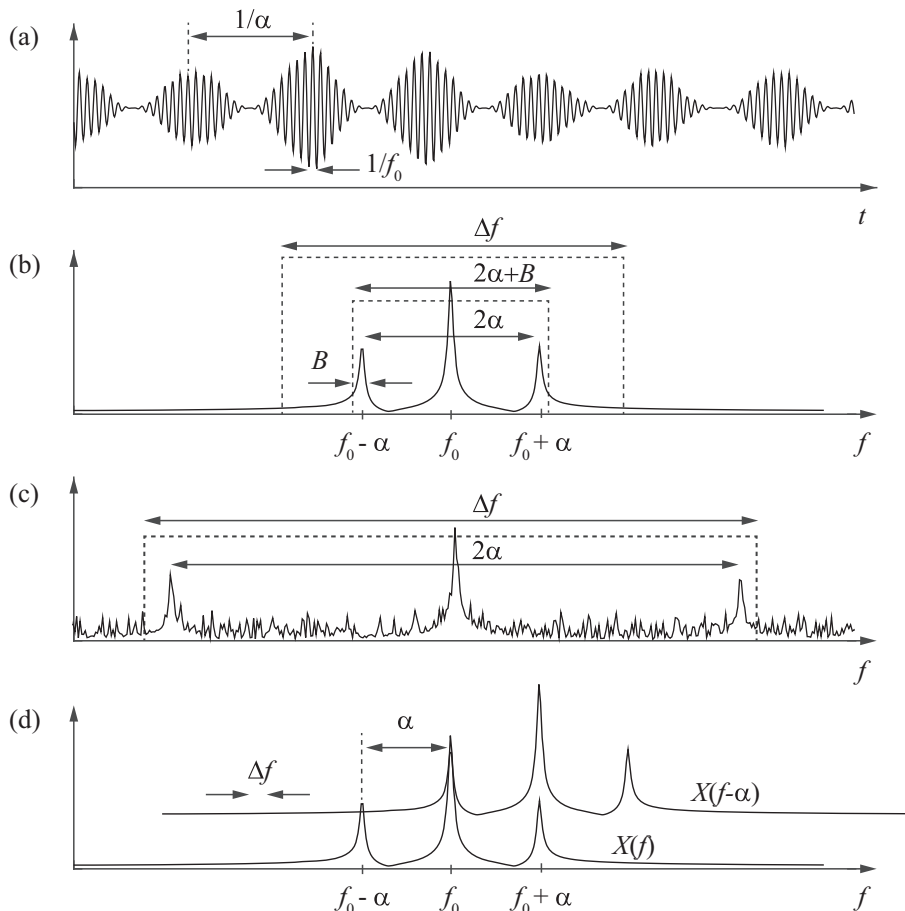 (a)
1/α
1/f₀
t
(b)
Δf
2α+B
2α
B
f₀ - α
f₀
f₀ + α
f
(c)
Δf
2α
f
(d)
α
Δf
X(f-α)
X(f)
f₀ - α
f₀
f₀ + α
f